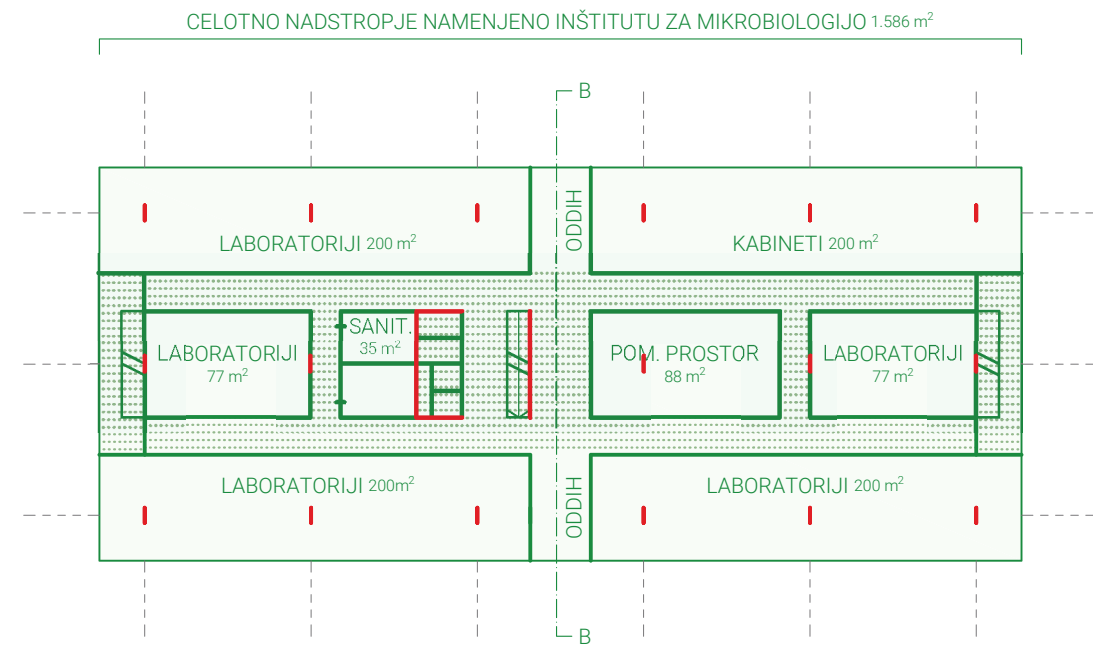 CELOTNO NADSTROPJE NAMENJENO INŠTITUTU ZA MIKROBIOLOGIJO 1.586 m²
B
ODDIH
LABORATORIJI 200 m²
KABINETI 200 m²
SANIT.
35 m²
LABORATORIJI
77 m²
POM. PROSTOR
88 m²
LABORATORIJI
77 m²
LABORATORIJI 200m²
ODDIH
LABORATORIJI 200 m²
B